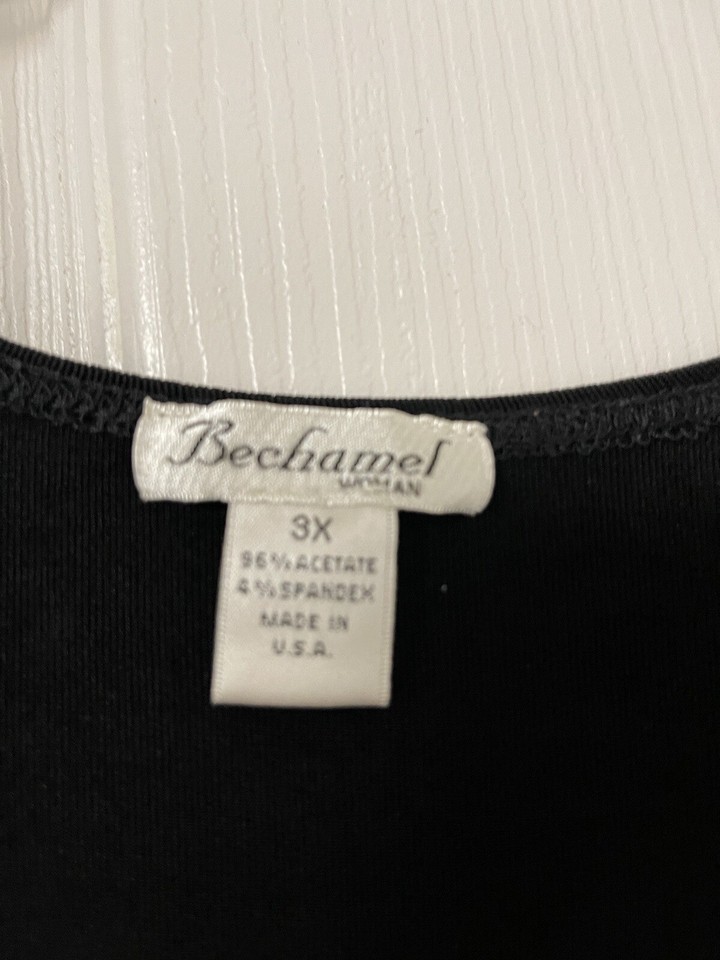 Bechamel
WOMAN
3X
96% ACETATE
4% SPANDEX
MADE IN
U.S.A.